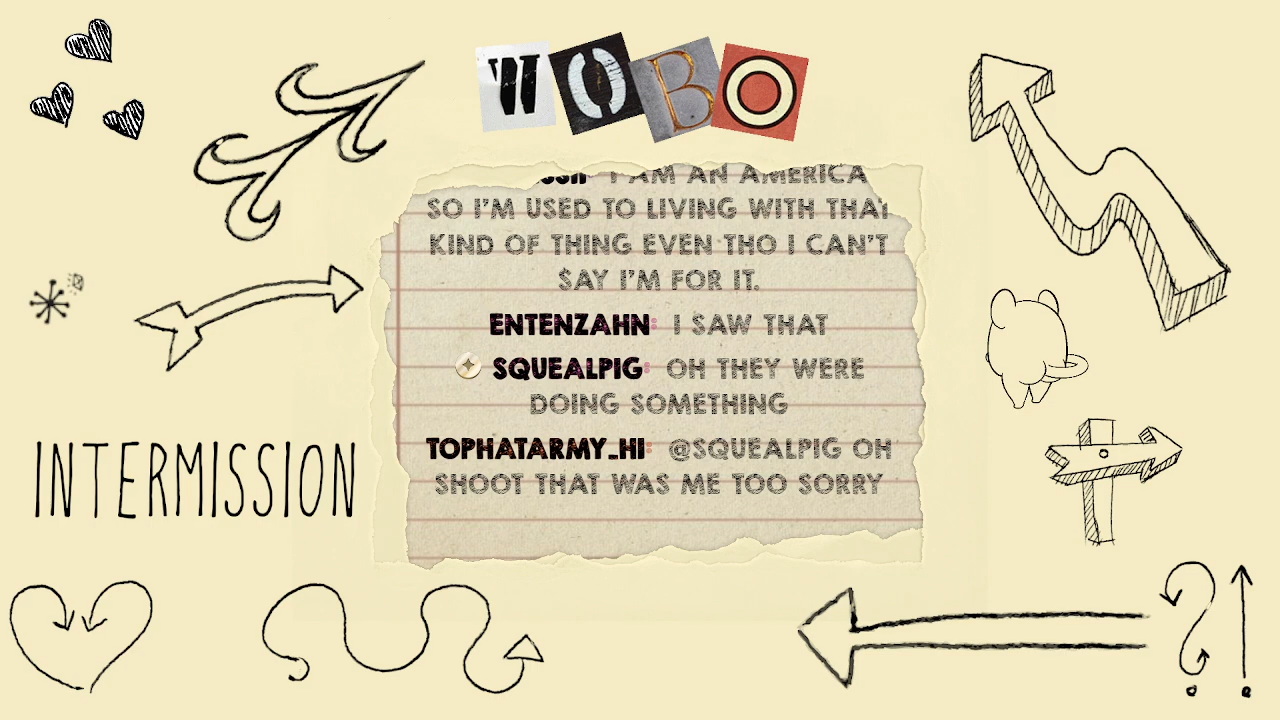 WOBO
I AM AN AMERICA
SO I'M USED TO LIVING WITH THAT
KIND OF THING EVEN THO I CAN'T
SAY I'M FOR IT.
ENTENZAHN: I SAW THAT
SQUEALPIG: OH THEY WERE
DOING SOMETHING
TOPHATARMY_HI: @SQUEALPIG OH
SHOOT THAT WAS ME TOO SORRY
INTERMISSION
?!